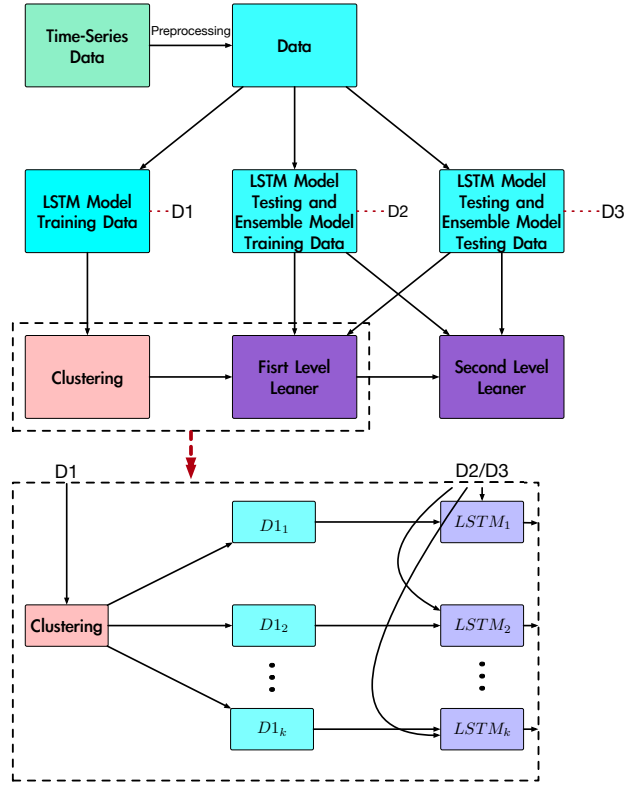 Time-Series
Data
Preprocessing
Data
LSTM Model
Training Data
D1
LSTM Model
Testing and
Ensemble Model
Training Data
D2
LSTM Model
Testing and
Ensemble Model
Testing Data
D3
Clustering
Fisrt Level
Leaner
Second Level
Leaner
D1
D2/D3
D1₁
LSTM₁
Clustering
D1₂
LSTM₂
D1ₖ
LSTMₖ